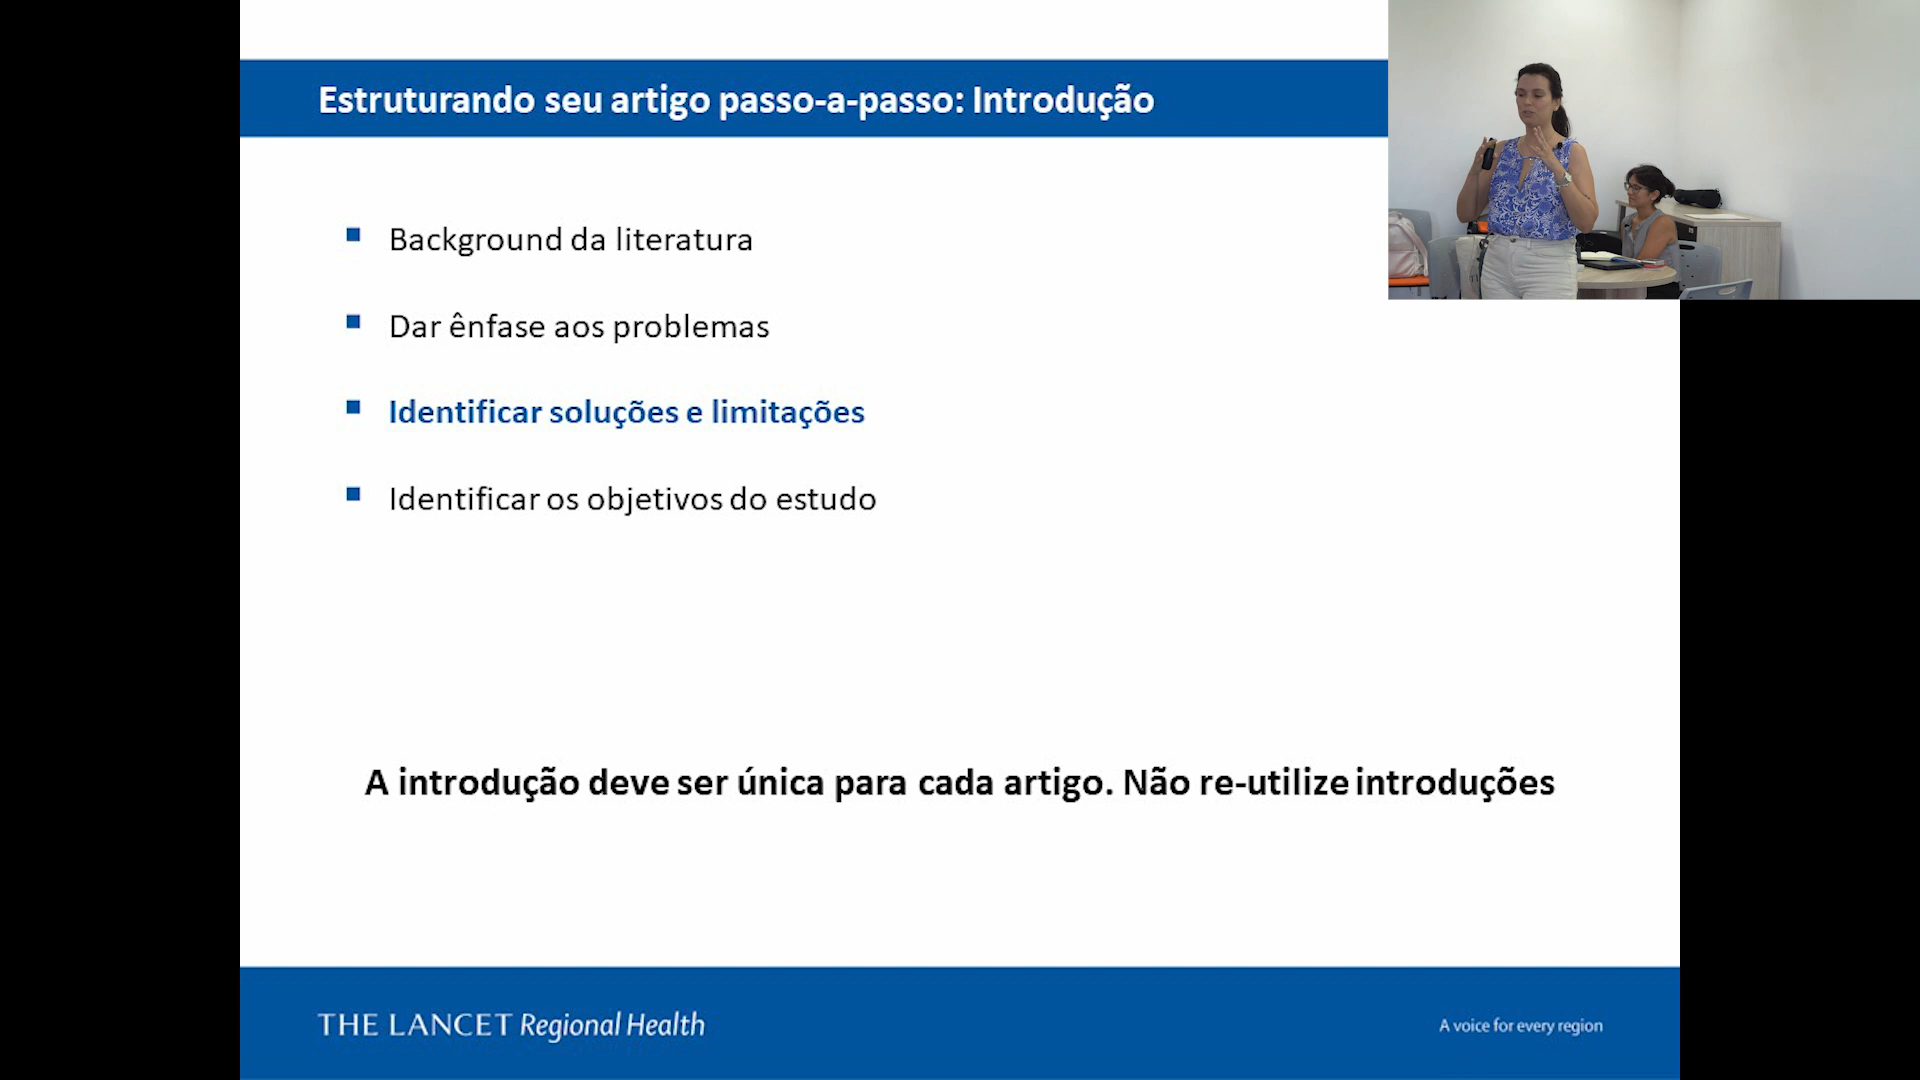 Estruturando seu artigo passo-a-passo: Introdução
Background da literatura
Dar ênfase aos problemas
Identificar soluções e limitações
Identificar os objetivos do estudo
A introdução deve ser única para cada artigo. Não re-utilize introduções
THE LANCET Regional Health
A voice for every region